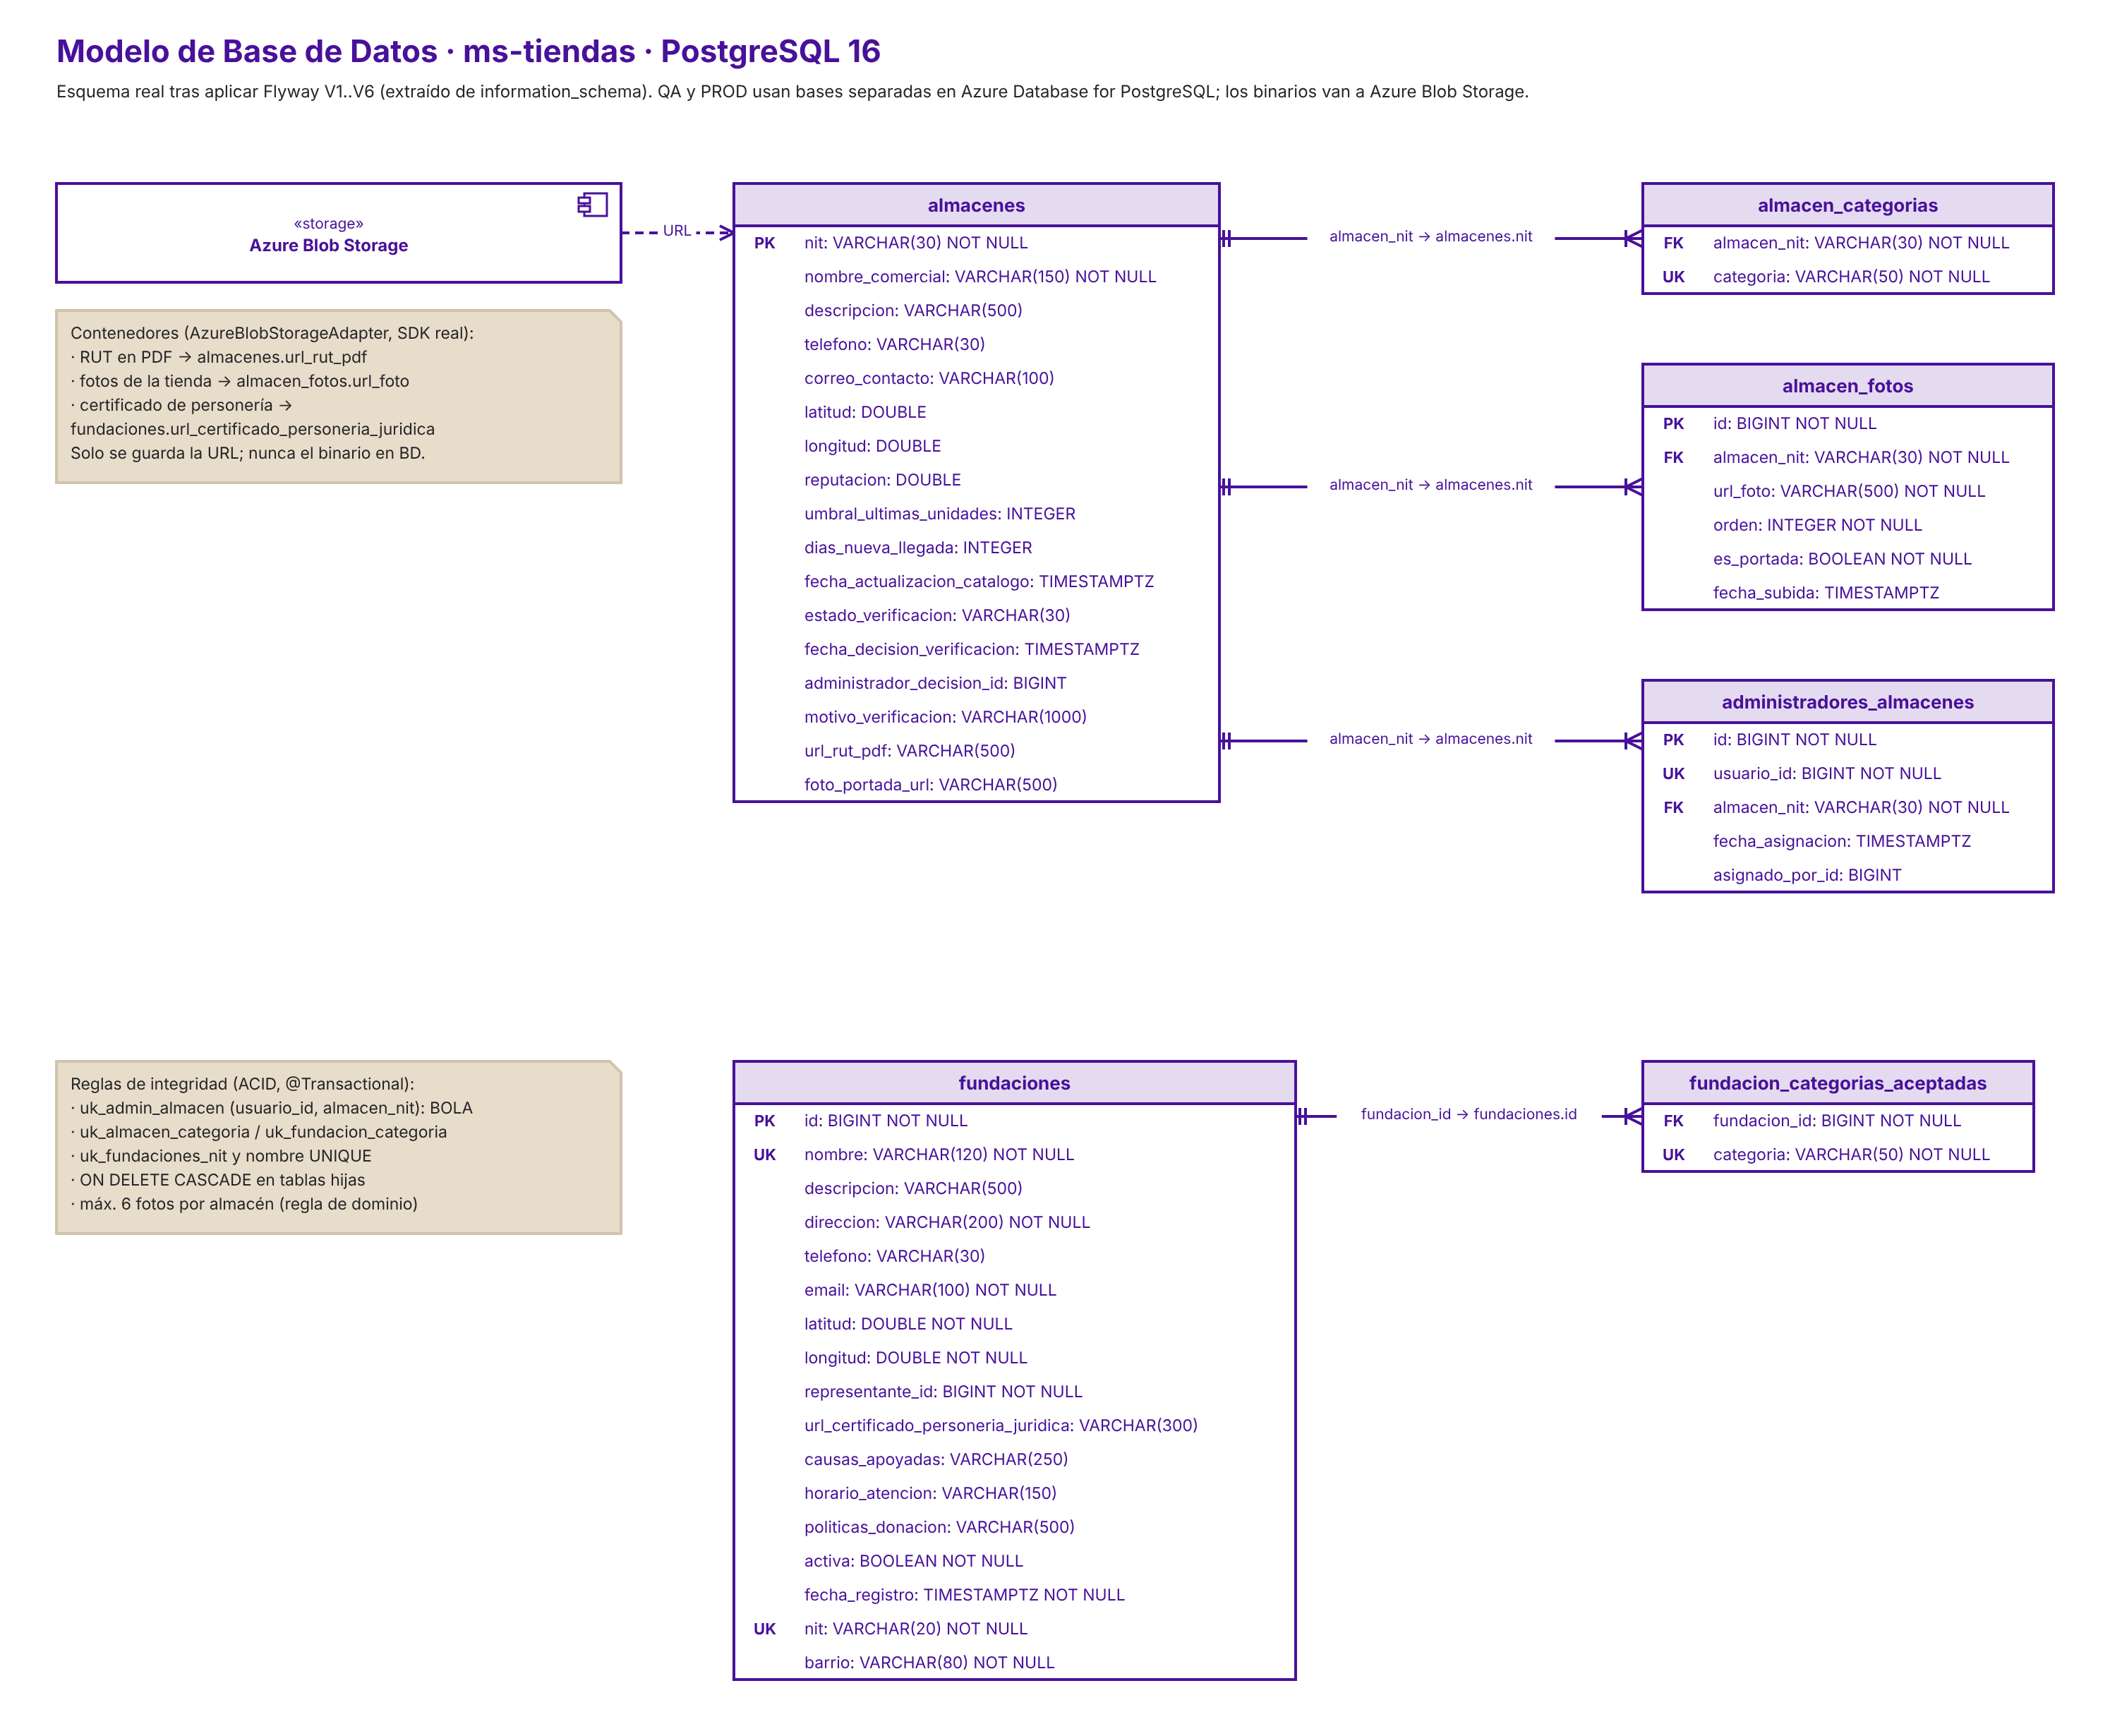 Modelo de Base de Datos · ms-tiendas · PostgreSQL 16
Esquema real tras aplicar Flyway V1..V6 (extraído de information_schema). QA y PROD usan bases separadas en Azure Database for PostgreSQL; los binarios van a Azure Blob Storage.
«storage»
Azure Blob Storage
URL
Contenedores (AzureBlobStorageAdapter, SDK real):
· RUT en PDF → almacenes.url_rut_pdf
· fotos de la tienda → almacen_fotos.url_foto
· certificado de personería →
fundaciones.url_certificado_personeria_juridica
Solo se guarda la URL; nunca el binario en BD.
almacenes
PK nit: VARCHAR(30) NOT NULL
nombre_comercial: VARCHAR(150) NOT NULL
descripcion: VARCHAR(500)
telefono: VARCHAR(30)
correo_contacto: VARCHAR(100)
latitud: DOUBLE
longitud: DOUBLE
reputacion: DOUBLE
umbral_ultimas_unidades: INTEGER
dias_nueva_llegada: INTEGER
fecha_actualizacion_catalogo: TIMESTAMPTZ
estado_verificacion: VARCHAR(30)
fecha_decision_verificacion: TIMESTAMPTZ
administrador_decision_id: BIGINT
motivo_verificacion: VARCHAR(1000)
url_rut_pdf: VARCHAR(500)
foto_portada_url: VARCHAR(500)
almacen_nit → almacenes.nit
almacen_categorias
FK almacen_nit: VARCHAR(30) NOT NULL
UK categoria: VARCHAR(50) NOT NULL
almacen_nit → almacenes.nit
almacen_fotos
PK id: BIGINT NOT NULL
FK almacen_nit: VARCHAR(30) NOT NULL
url_foto: VARCHAR(500) NOT NULL
orden: INTEGER NOT NULL
es_portada: BOOLEAN NOT NULL
fecha_subida: TIMESTAMPTZ
almacen_nit → almacenes.nit
administradores_almacenes
PK id: BIGINT NOT NULL
UK usuario_id: BIGINT NOT NULL
FK almacen_nit: VARCHAR(30) NOT NULL
fecha_asignacion: TIMESTAMPTZ
asignado_por_id: BIGINT
Reglas de integridad (ACID, @Transactional):
· uk_admin_almacen (usuario_id, almacen_nit): BOLA
· uk_almacen_categoria / uk_fundacion_categoria
· uk_fundaciones_nit y nombre UNIQUE
· ON DELETE CASCADE en tablas hijas
· máx. 6 fotos por almacén (regla de dominio)
fundaciones
PK id: BIGINT NOT NULL
UK nombre: VARCHAR(120) NOT NULL
descripcion: VARCHAR(500)
direccion: VARCHAR(200) NOT NULL
telefono: VARCHAR(30)
email: VARCHAR(100) NOT NULL
latitud: DOUBLE NOT NULL
longitud: DOUBLE NOT NULL
representante_id: BIGINT NOT NULL
url_certificado_personeria_juridica: VARCHAR(300)
causas_apoyadas: VARCHAR(250)
horario_atencion: VARCHAR(150)
politicas_donacion: VARCHAR(500)
activa: BOOLEAN NOT NULL
fecha_registro: TIMESTAMPTZ NOT NULL
UK nit: VARCHAR(20) NOT NULL
barrio: VARCHAR(80) NOT NULL
fundacion_id → fundaciones.id
fundacion_categorias_aceptadas
FK fundacion_id: BIGINT NOT NULL
UK categoria: VARCHAR(50) NOT NULL